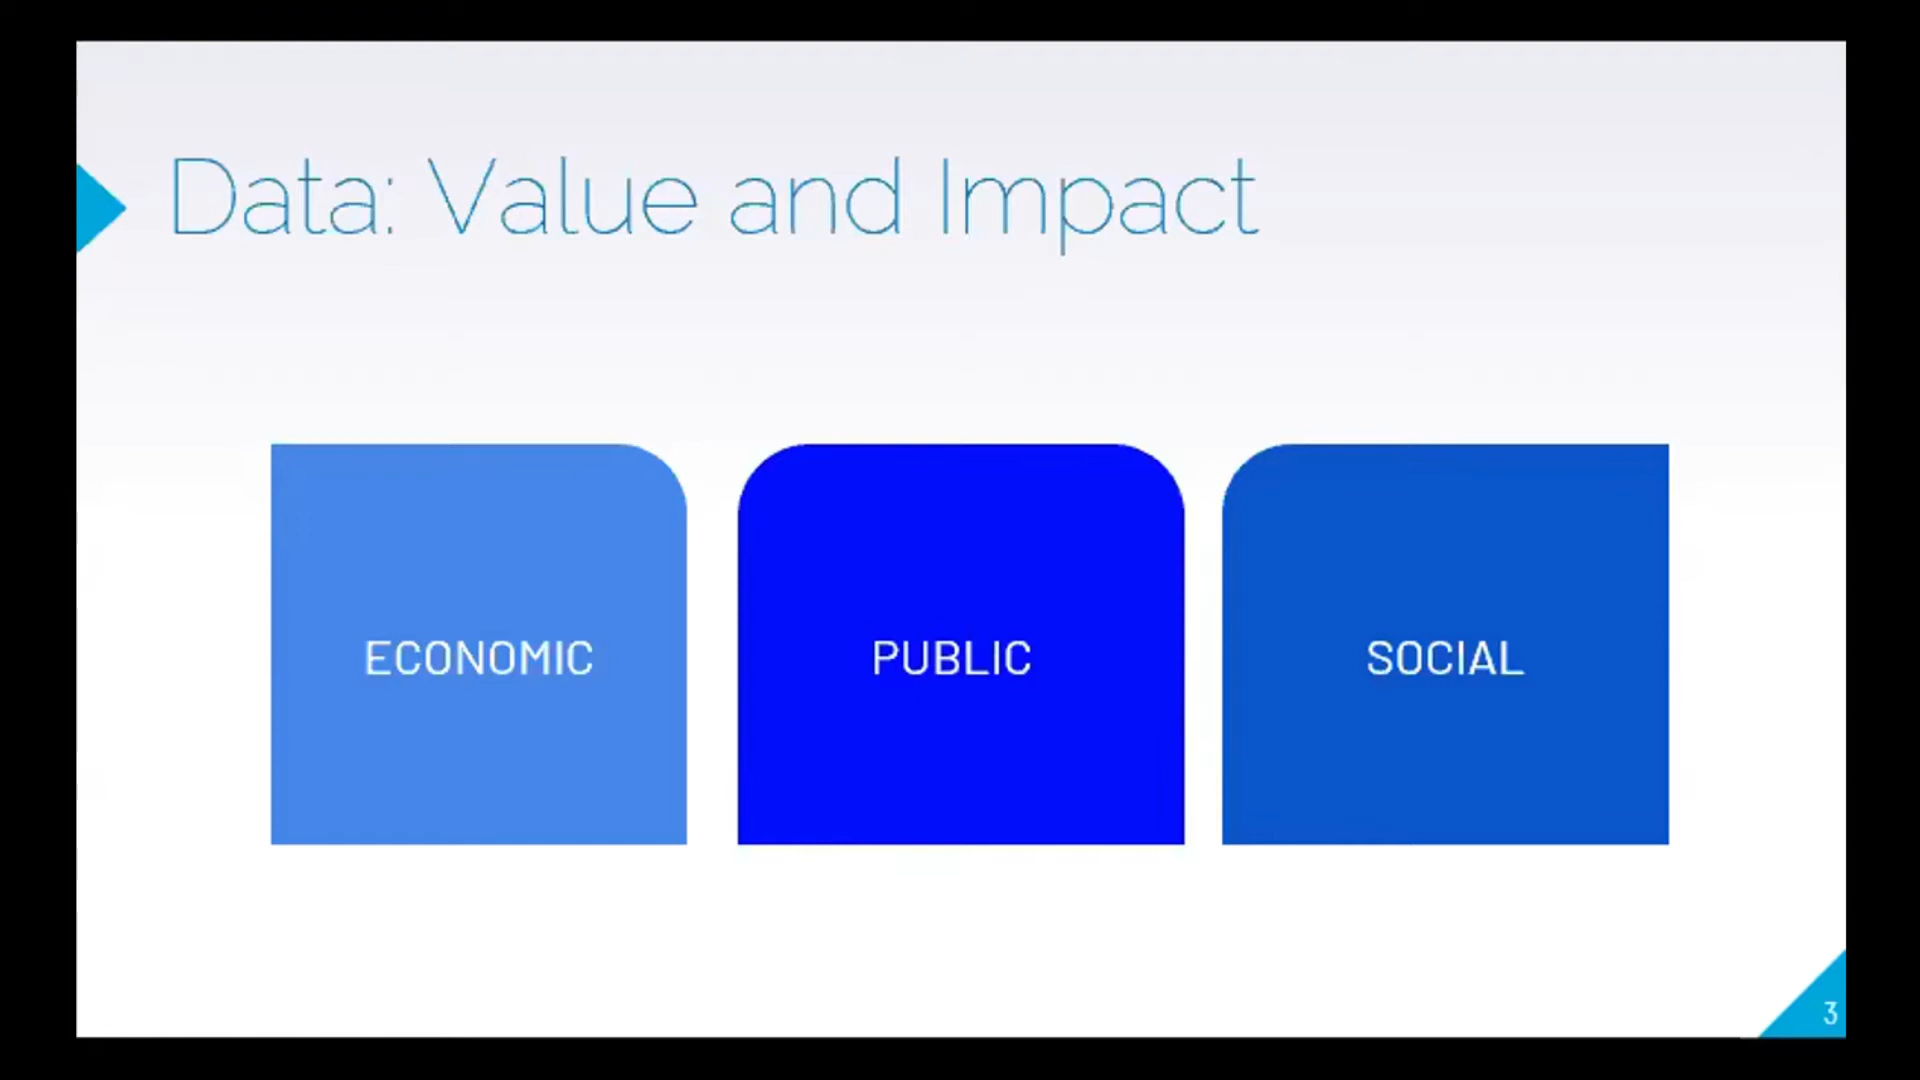 Data: Value and Impact
ECONOMIC
PUBLIC
SOCIAL
3